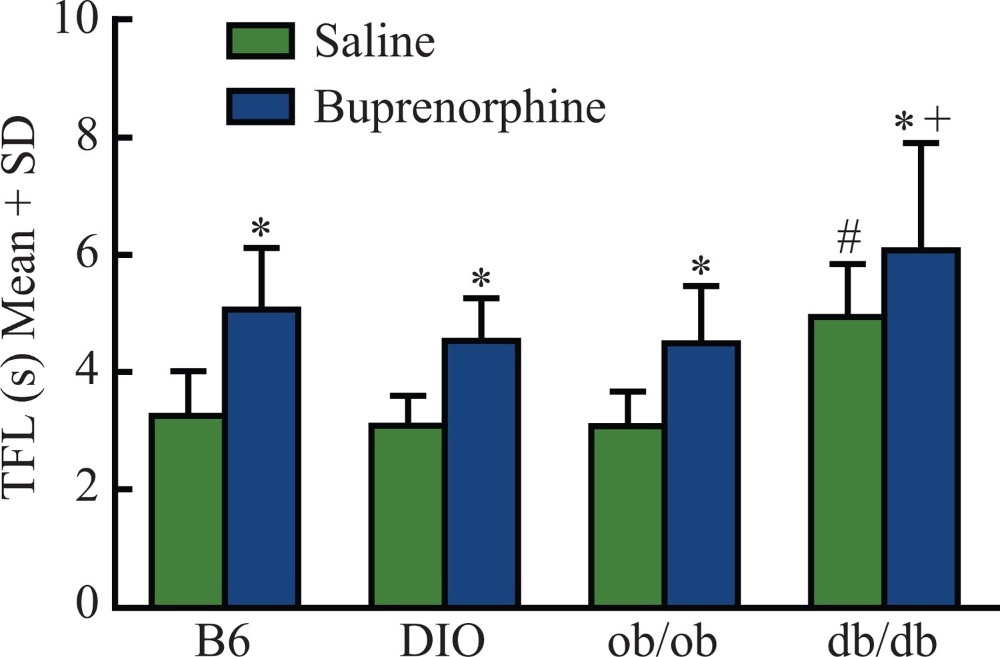 TFL (s) Mean + SD
10
8
6
4
2
0
Saline
Buprenorphine
*
*
*
#
* +
B6
DIO
ob/ob
db/db